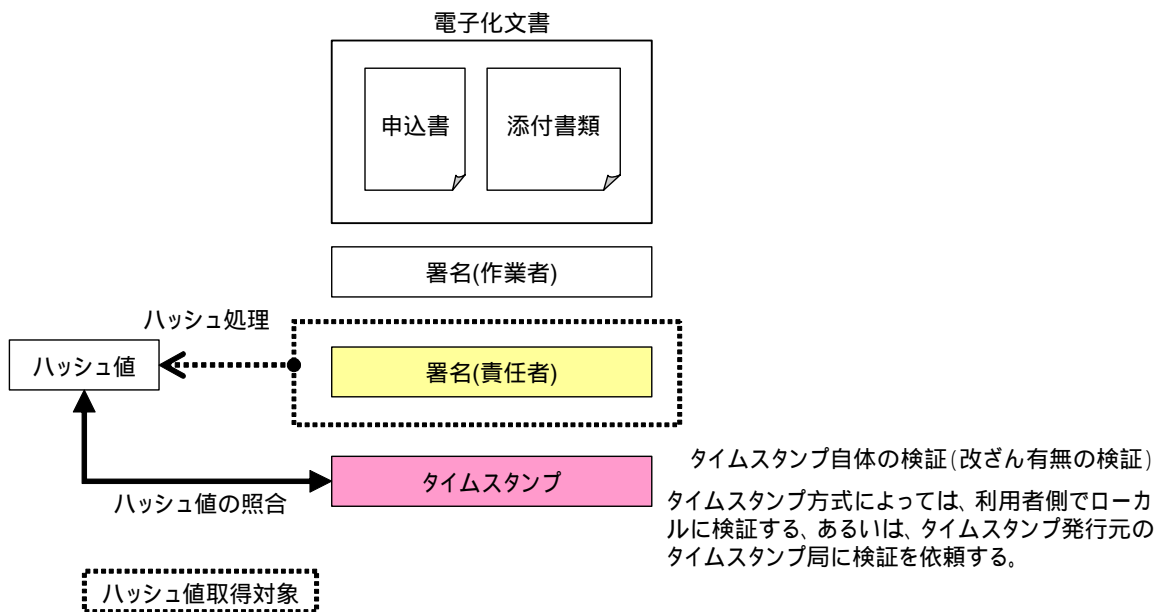 電子化文書
申込書
添付書類
署名(作業者)
ハッシュ処理
ハッシュ値
署名(責任者)
タイムスタンプ自体の検証(改ざん有無の検証)
タイムスタンプ
ハッシュ値の照合
タイムスタンプ方式によっては、利用者側でローカ
ルに検証する、あるいは、タイムスタンプ発行元の
タイムスタンプ局に検証を依頼する。
ハッシュ値取得対象